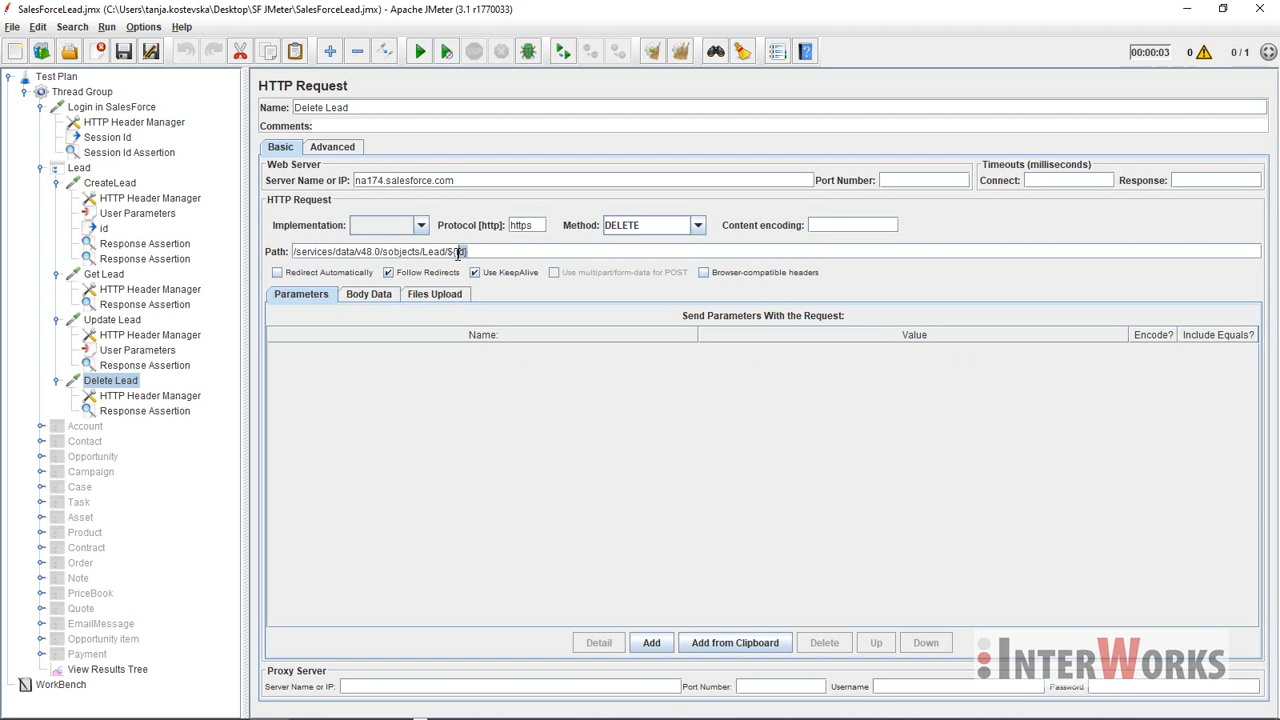 SalesForceLead.jmx (C:\Users\tanja.kostevska\Desktop\SF JMeter\SalesForceLead.jmx) - Apache JMeter (3.1 r1770033)
File Edit Search Run Options Help
00:00:03 0 0 / 1
Test Plan
Thread Group
Login in SalesForce
HTTP Header Manager
Session Id
Session Id Assertion
Lead
CreateLead
HTTP Header Manager
User Parameters
id
Response Assertion
Response Assertion
Get Lead
HTTP Header Manager
Response Assertion
Update Lead
HTTP Header Manager
User Parameters
Response Assertion
Delete Lead
HTTP Header Manager
Response Assertion
Account
Contact
Opportunity
Campaign
Case
Task
Asset
Product
Contract
Order
Note
PriceBook
Quote
EmailMessage
Opportunity item
Payment
View Results Tree
WorkBench
HTTP Request
Name: Delete Lead
Comments:
Basic Advanced
Web Server Timeouts (milliseconds)
Server Name or IP: na174.salesforce.com Port Number: Connect: Response:
HTTP Request
Implementation: Protocol [http]: https Method: DELETE Content encoding:
Path: /services/data/v48.0/sobjects/Lead/${id}
Redirect Automatically Follow Redirects Use KeepAlive Use multipart/form-data for POST Browser-compatible headers
Parameters Body Data Files Upload
Send Parameters With the Request:
Name: Value Encode? Include Equals?
Detail Add Add from Clipboard Delete Up Down
INTERWORKS
Proxy Server
Server Name or IP: Port Number: Username Password